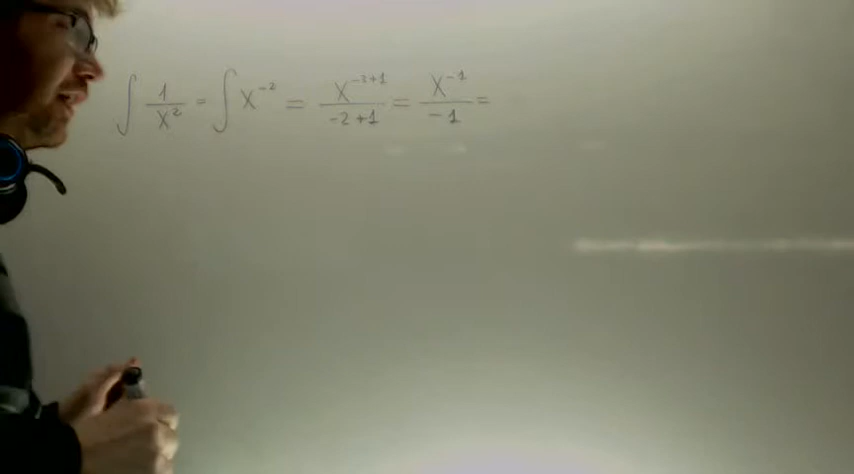 ∫ 1/x² = ∫ x⁻² = x⁻²⁺¹/-2+1 = x⁻¹/-1 =